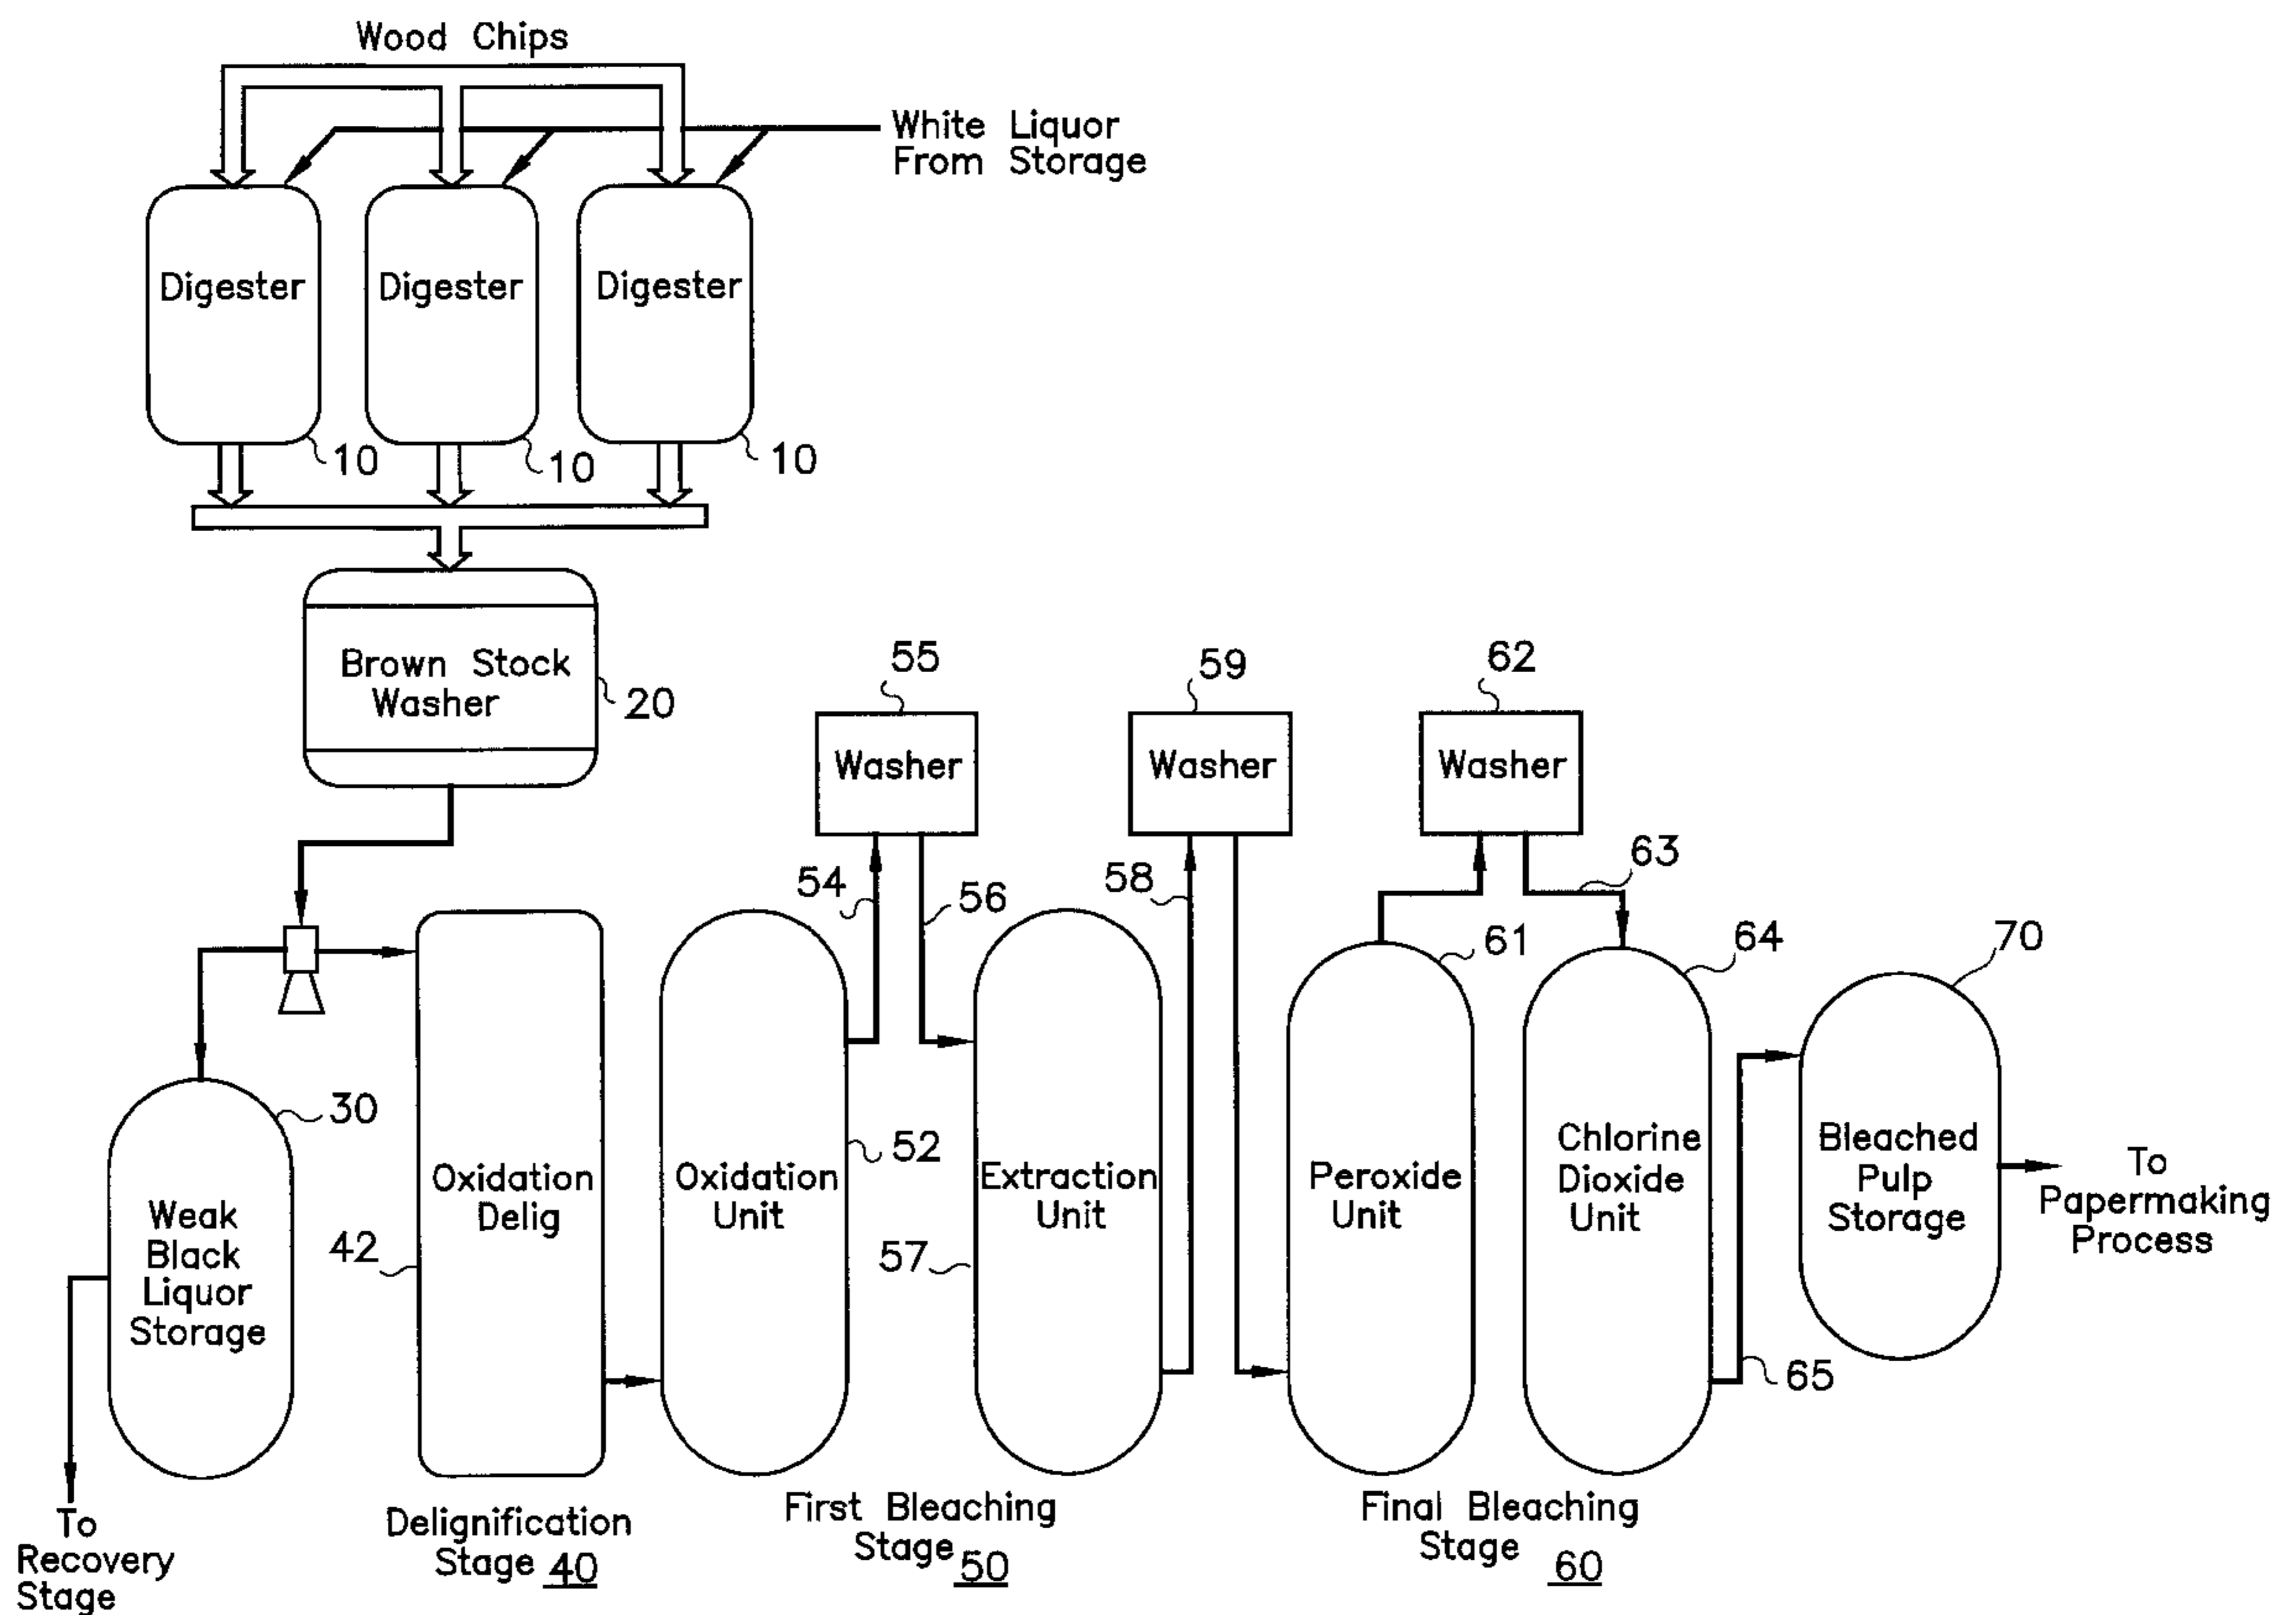 Wood Chips
White Liquor
From Storage
Digester
Digester
Digester
10
10
10
Brown Stock
Washer
20
55
59
62
Washer
Washer
Washer
54
56
58
63
61
64
70
30
52
42
57
65
Weak
Black
Liquor
Storage
Oxidation
Delig
Oxidation
Unit
Extraction
Unit
Peroxide
Unit
Chlorine
Dioxide
Unit
Bleached
Pulp
Storage
To
Papermaking
Process
To
Recovery
Stage
Delignification
Stage 40
First Bleaching
Stage 50
Final Bleaching
Stage 60